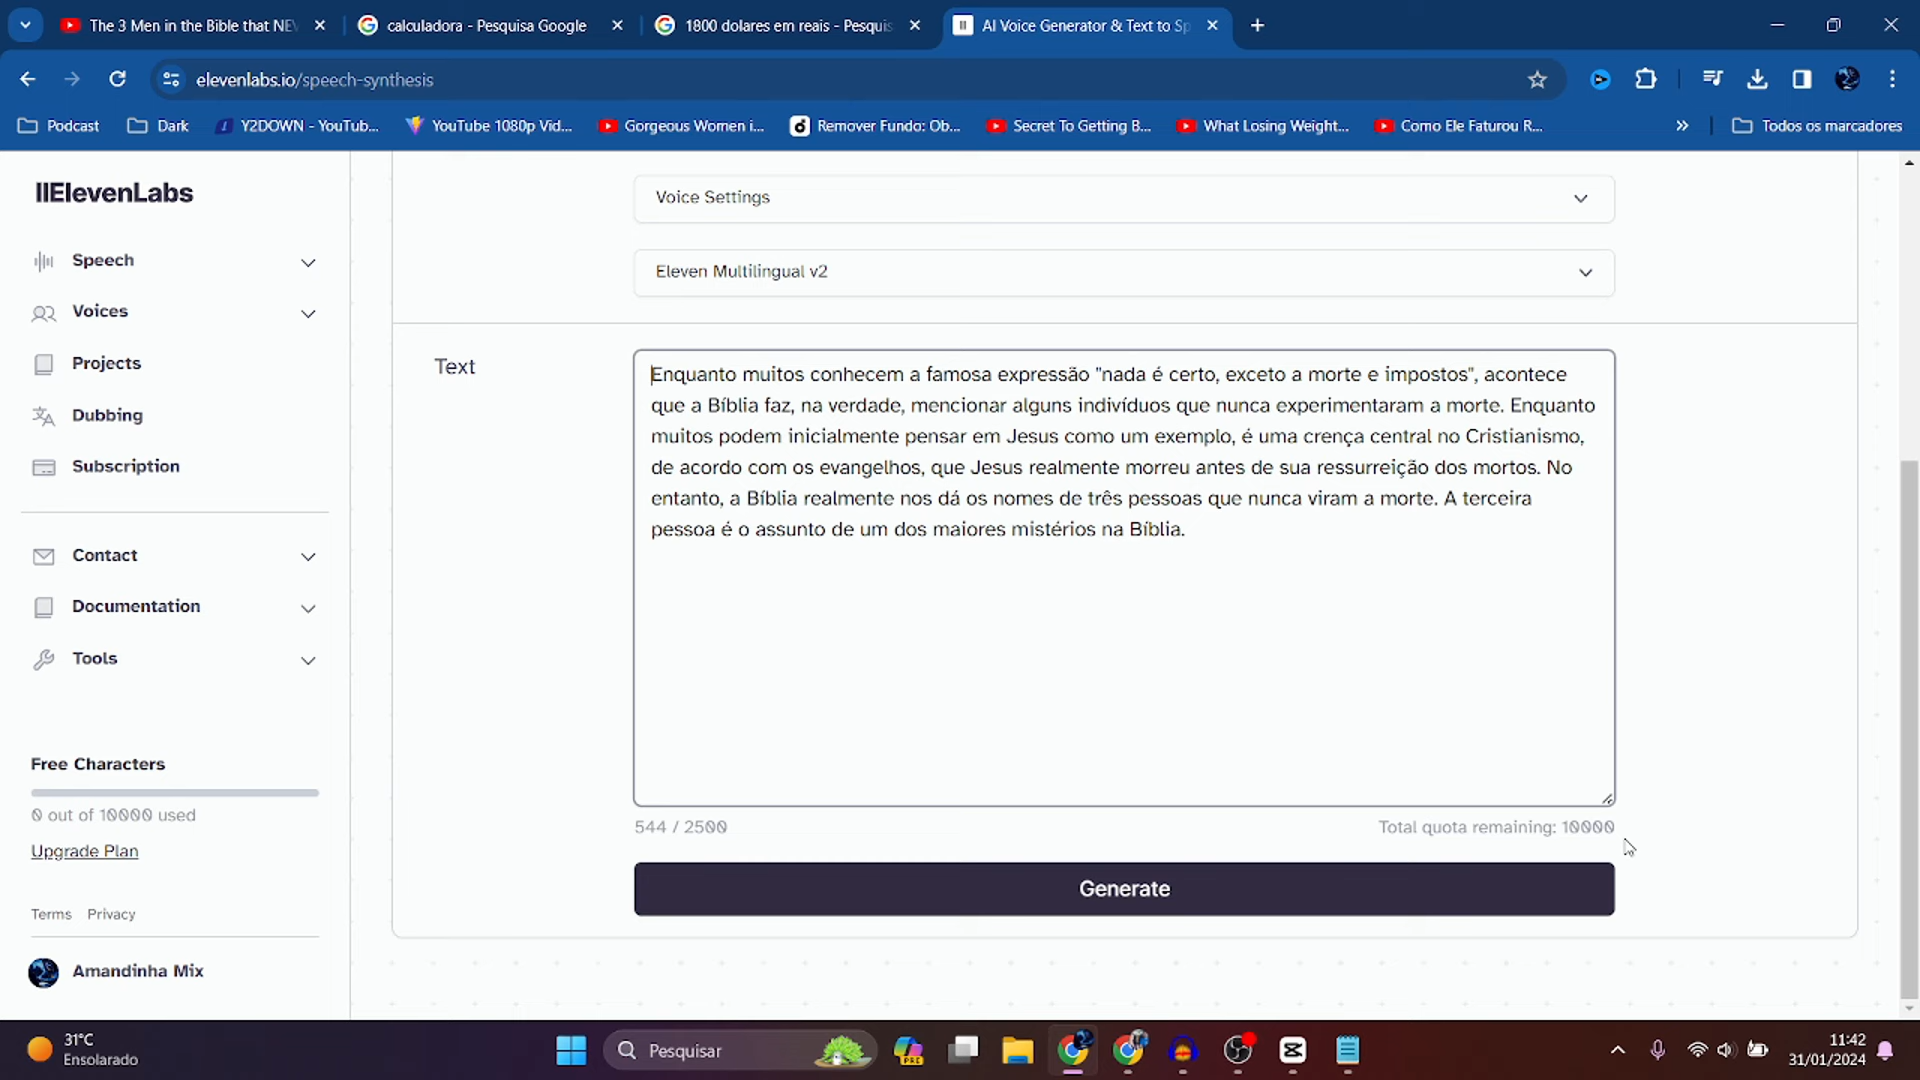 The 3 Men in the Bible that NEV
calculadora - Pesquisa Google
1800 dolares em reais - Pesquis
AI Voice Generator & Text to Sp
elevenlabs.io/speech-synthesis
Podcast
Dark
Y2DOWN - YouTub...
YouTube 1080p Vid...
Gorgeous Women i...
Remover Fundo: Ob...
Secret To Getting B...
What Losing Weight...
Como Ele Faturou R...
Todos os marcadores
IIElevenLabs
Speech
Voices
Projects
Dubbing
Subscription
Contact
Documentation
Tools
Free Characters
0 out of 10000 used
Upgrade Plan
Terms Privacy
Amandinha Mix
Voice Settings
Eleven Multilingual v2
Text
Enquanto muitos conhecem a famosa expressão "nada é certo, exceto a morte e impostos", acontece
que a Bíblia faz, na verdade, mencionar alguns indivíduos que nunca experimentaram a morte. Enquanto
muitos podem inicialmente pensar em Jesus como um exemplo, é uma crença central no Cristianismo,
de acordo com os evangelhos, que Jesus realmente morreu antes de sua ressurreição dos mortos. No
entanto, a Bíblia realmente nos dá os nomes de três pessoas que nunca viram a morte. A terceira
pessoa é o assunto de um dos maiores mistérios na Bíblia.
544 / 2500
Total quota remaining: 10000
Generate
31°C
Ensolarado
Pesquisar
PRE
11:42
31/01/2024